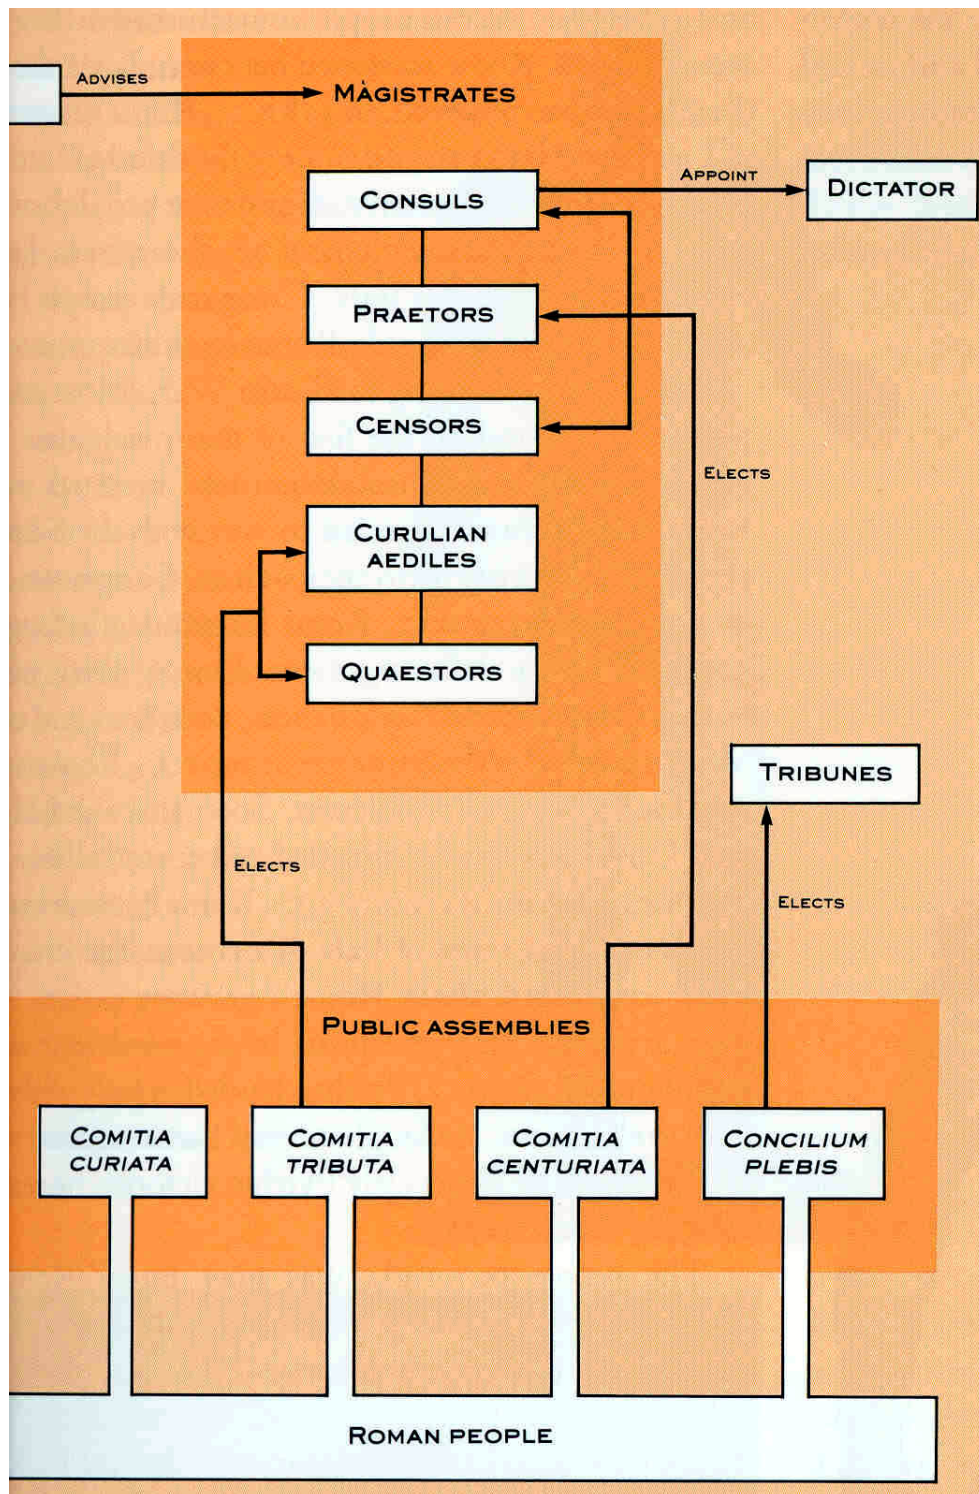 ADVISES
MAGISTRATES
CONSULS
APPOINT
DICTATOR
PRAETORS
CENSORS
ELECTS
CURULIAN
AEDILES
QUAESTORS
TRIBUNES
ELECTS
ELECTS
PUBLIC ASSEMBLIES
COMITIA
CURIATA
COMITIA
TRIBUTA
COMITIA
CENTURIATA
CONCILIUM
PLEBIS
ROMAN PEOPLE